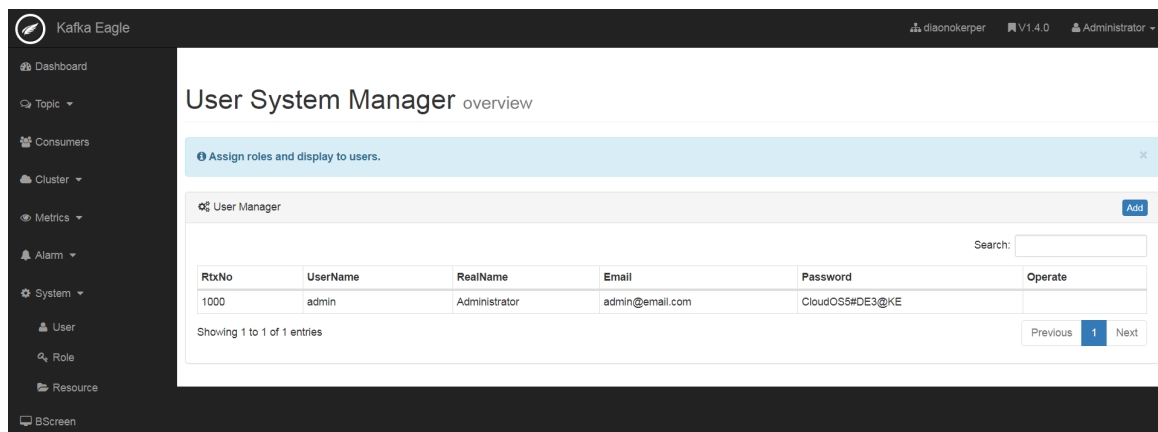 Kafka Eagle diaonokerper V1.4.0 Administrator
Dashboard
Topic
Consumers
Cluster
Metrics
Alarm
System
User
Role
Resource
BScreen
User System Manager overview
Assign roles and display to users. ×
User Manager Add
Search:
RtxNo UserName RealName Email Password Operate
1000 admin Administrator admin@email.com CloudOS5#DE3@KE
Showing 1 to 1 of 1 entries Previous 1 Next